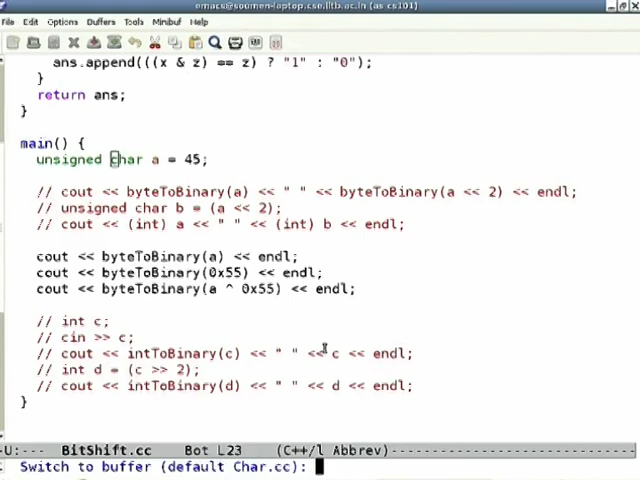 emacs@soumen-laptop.cse.iitb.ac.in (as cs101)
File Edit Options Buffers Tools Minibuf Help
ans.append(((x & z) == z) ? "1" : "0");
}
return ans;
}
main() {
unsigned char a = 45;
// cout << byteToBinary(a) << " " << byteToBinary(a << 2) << endl;
// unsigned char b = (a << 2);
// cout << (int) a << " " << (int) b << endl;
cout << byteToBinary(a) << endl;
cout << byteToBinary(0x55) << endl;
cout << byteToBinary(a ^ 0x55) << endl;
// int c;
// cin >> c;
// cout << intToBinary(c) << " " << c << endl;
// int d = (c >> 2);
// cout << intToBinary(d) << " " << d << endl;
}
-U:--- BitShift.cc Bot L23 (C++/l Abbrev)------------------------------
Switch to buffer (default Char.cc):